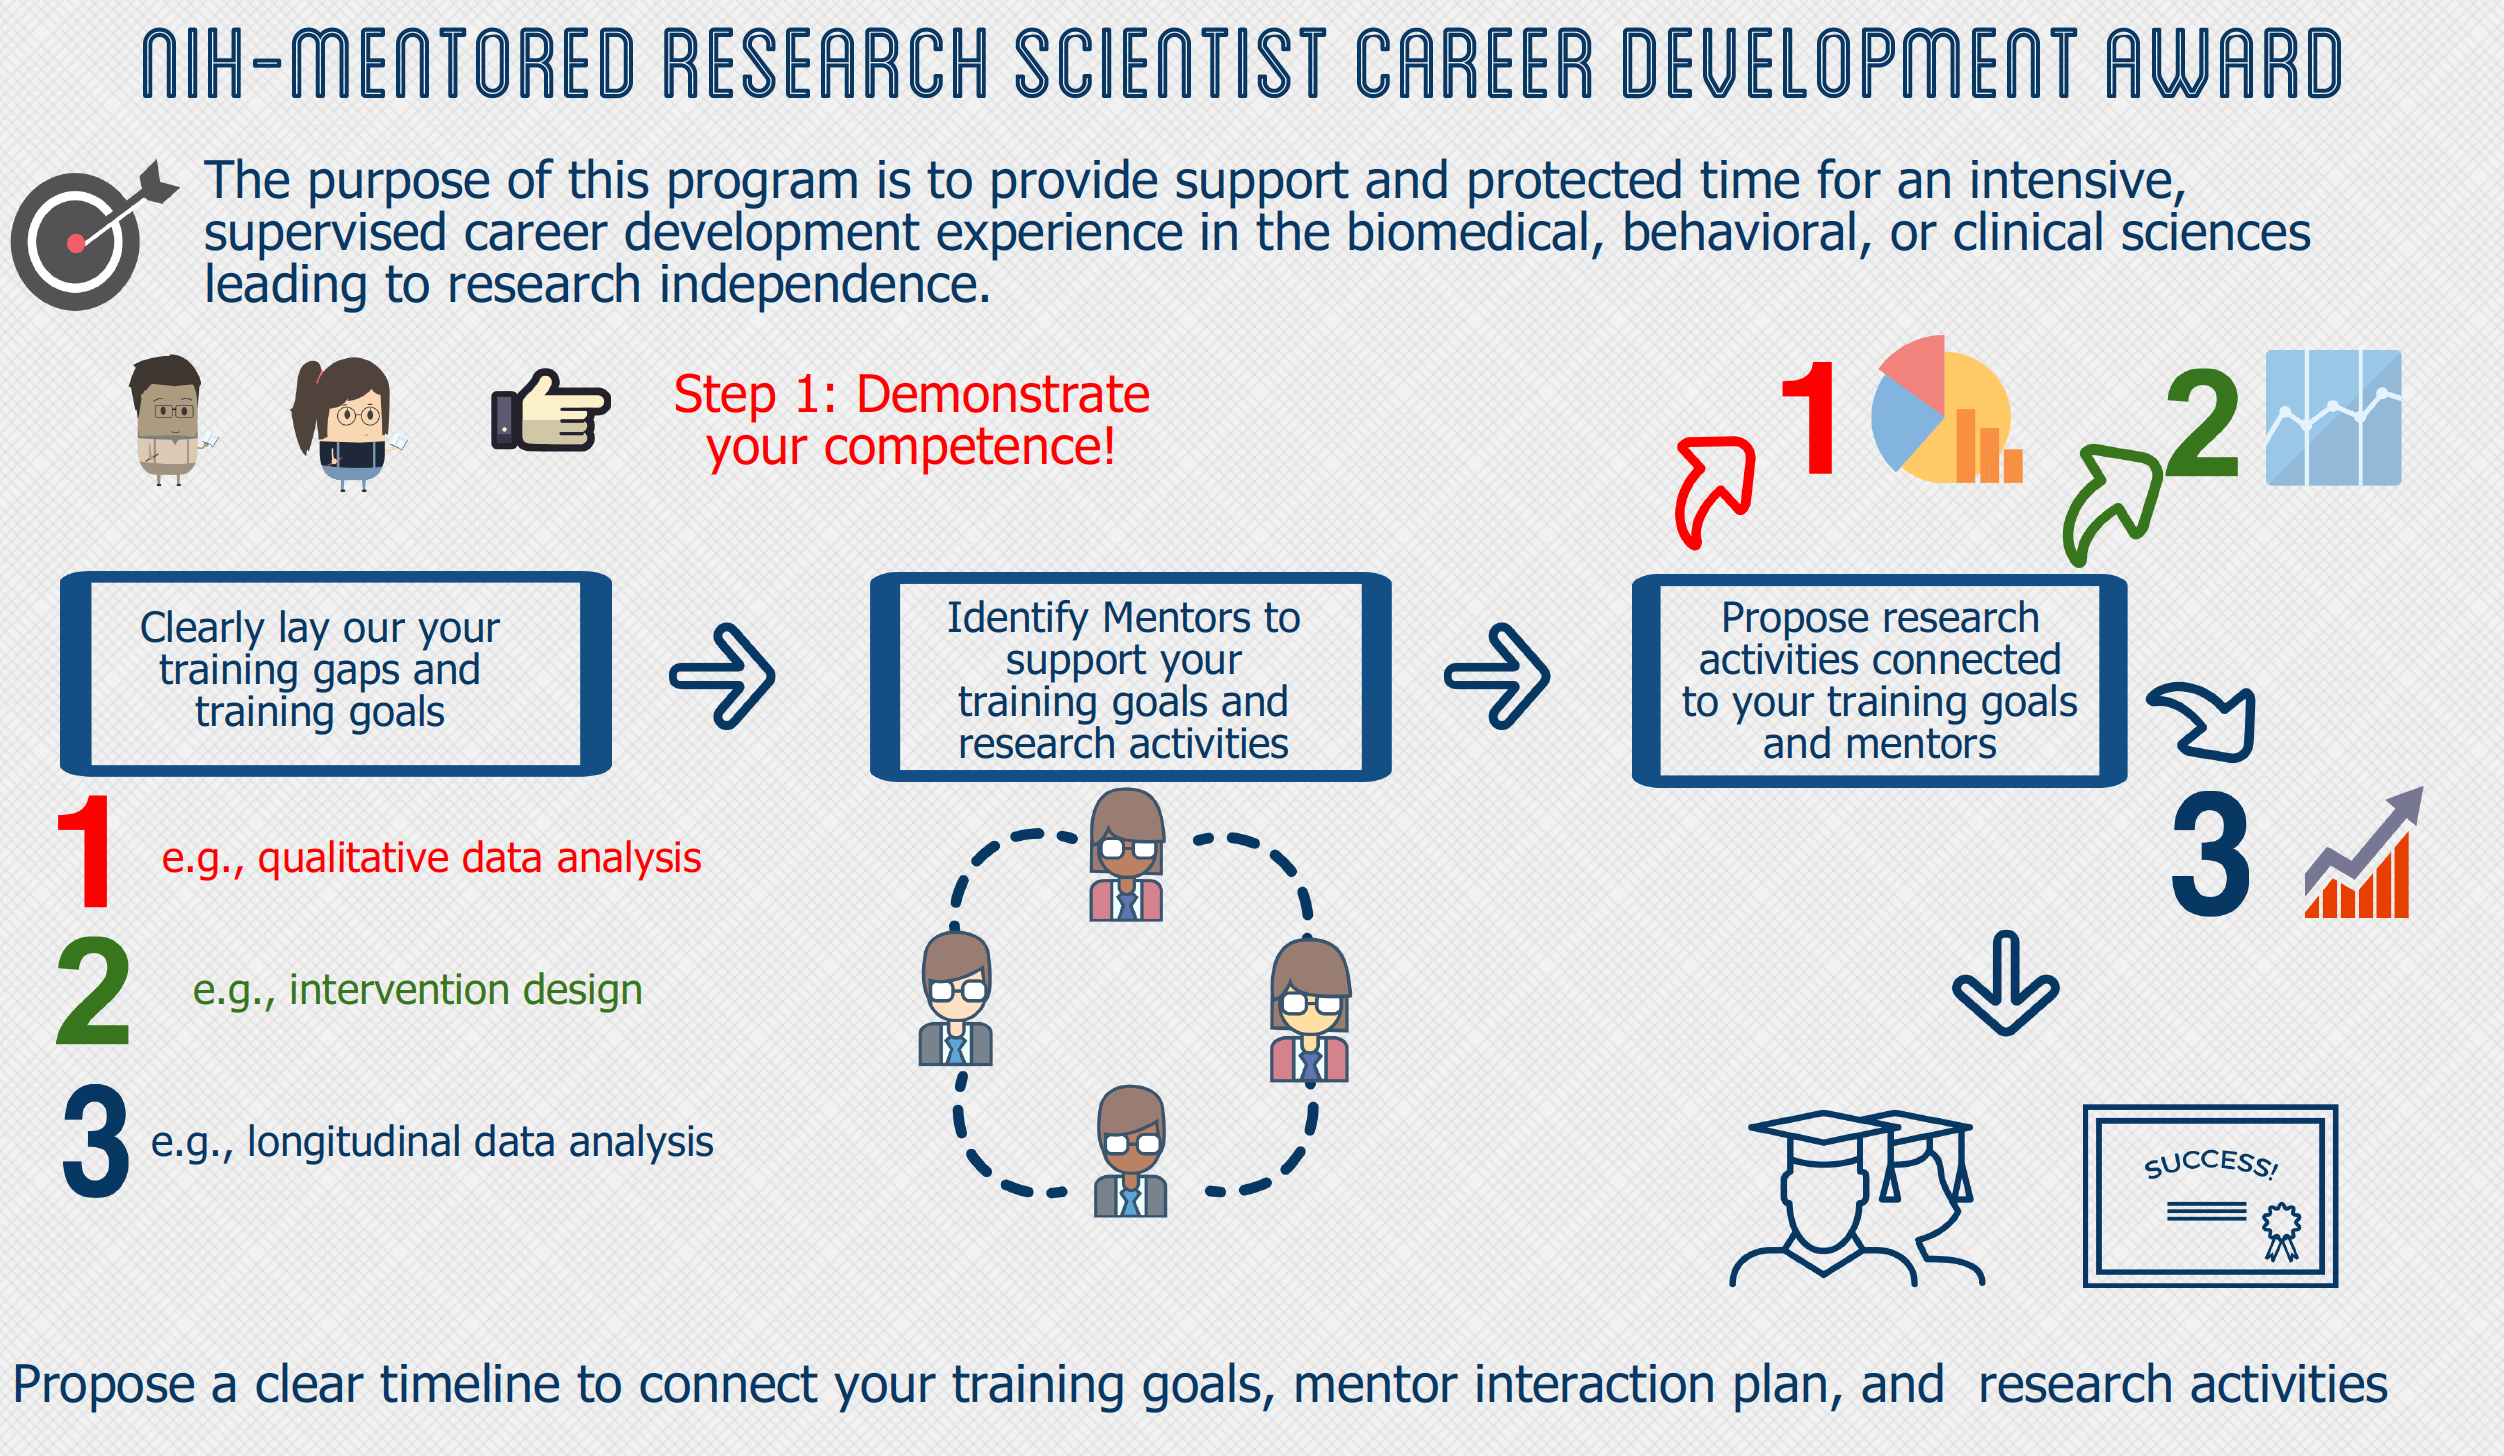 NIH-MENTORED RESEARCH SCIENTIST CAREER DEVELOPMENT AWARD
The purpose of this program is to provide support and protected time for an intensive,
supervised career development experience in the biomedical, behavioral, or clinical sciences
leading to research independence.
Step 1: Demonstrate
your competence!
1
2
Clearly lay our your
training gaps and
training goals
Identify Mentors to
support your
training goals and
research activities
Propose research
activities connected
to your training goals
and mentors
3
1 e.g., qualitative data analysis
2 e.g., intervention design
3 e.g., longitudinal data analysis
SUCCESS!
Propose a clear timeline to connect your training goals, mentor interaction plan, and research activities